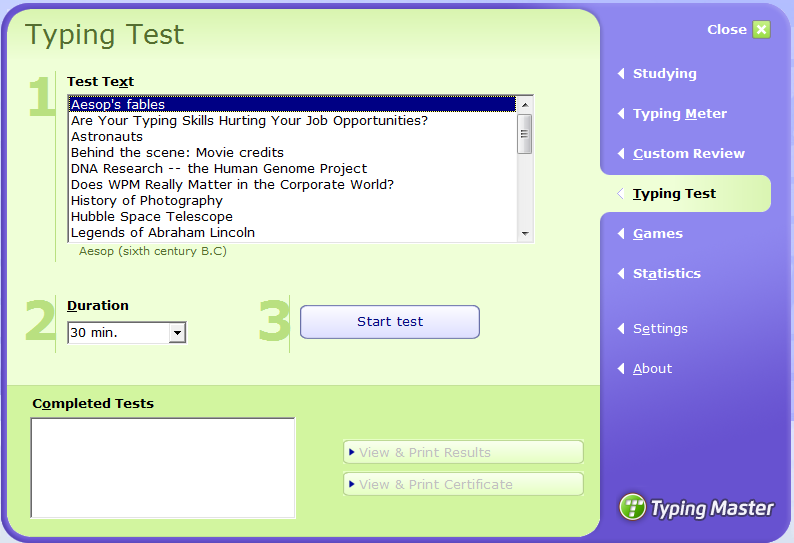 Typing Test
Close
1
Test Text
Aesop's fables
Are Your Typing Skills Hurting Your Job Opportunities?
Astronauts
Behind the scene: Movie credits
DNA Research -- the Human Genome Project
Does WPM Really Matter in the Corporate World?
History of Photography
Hubble Space Telescope
Legends of Abraham Lincoln
Aesop (sixth century B.C)
2
Duration
30 min.
3
Start test
Completed Tests
View & Print Results
View & Print Certificate
Studying
Typing Meter
Custom Review
Typing Test
Games
Statistics
Settings
About
Typing Master